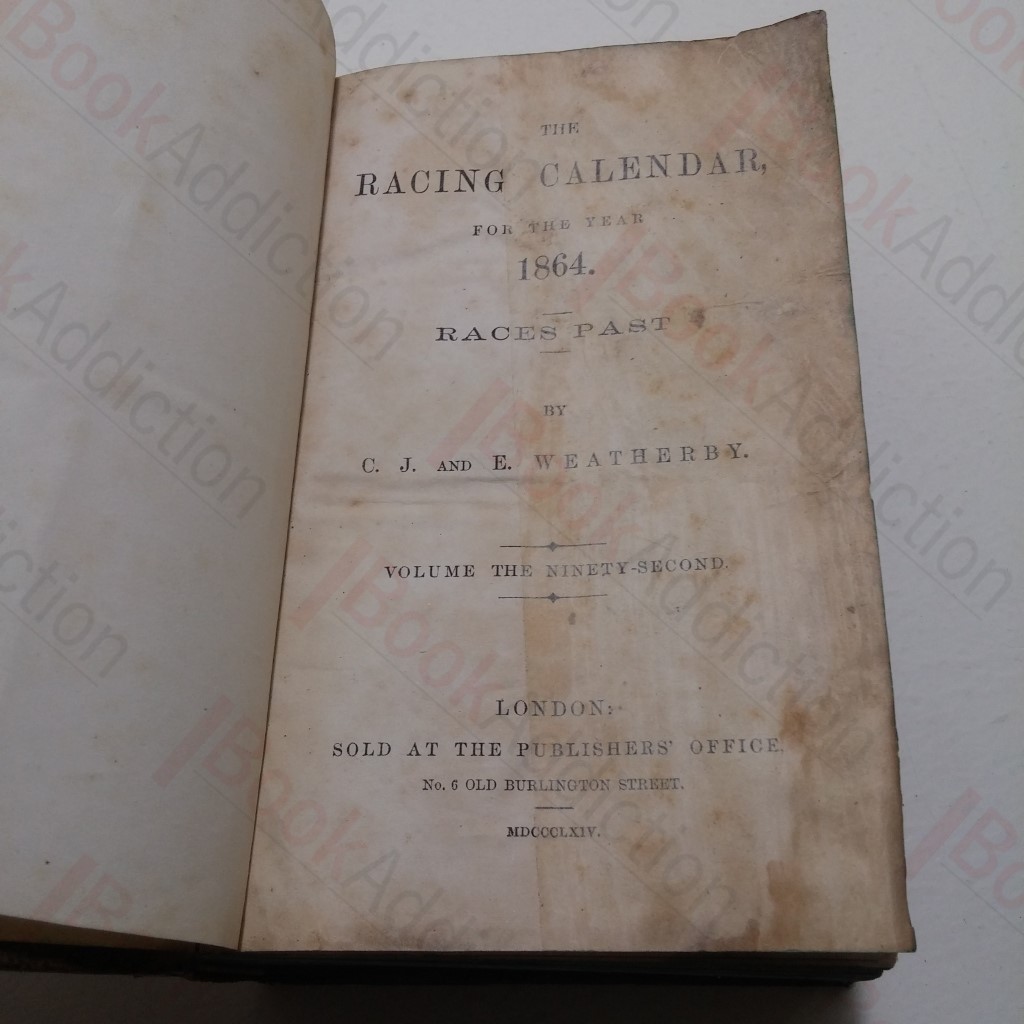 THE
RACING CALENDAR,
FOR THE YEAR
1864.
RACES PAST
BY
C. J. AND E. WEATHERBY.
VOLUME THE NINETY-SECOND.
LONDON:
SOLD AT THE PUBLISHERS' OFFICE,
No. 6 OLD BURLINGTON STREET.
MDCCCLXIV.
BookAddiction